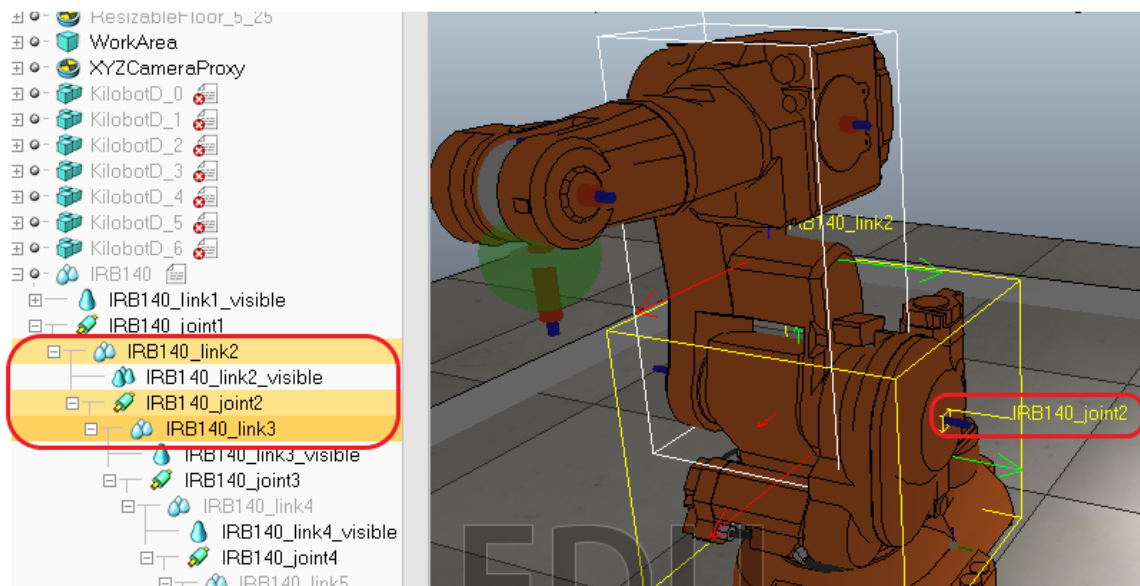 ResizableFloor_5_25
WorkArea
XYZCameraProxy
KilobotD_0
KilobotD_1
KilobotD_2
KilobotD_3
KilobotD_4
KilobotD_5
KilobotD_6
IRB140
IRB140_link1_visible
IRB140_joint1
IRB140_link2
IRB140_link2_visible
IRB140_joint2
IRB140_link3
IRB140_link3_visible
IRB140_joint3
IRB140_link4
IRB140_link4_visible
IRB140_joint4
IRB140_link5
IRB140_link2
IRB140_joint2
EDU